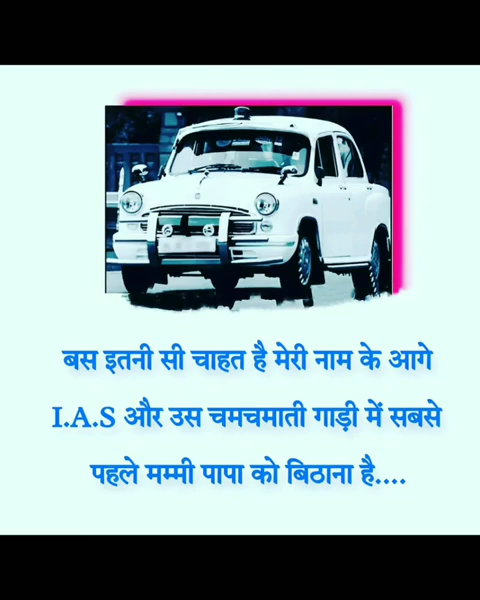 बस इतनी सी चाहत है मेरी नाम के आगे
I.A.S और उस चमचमाती गाड़ी में सबसे
पहले मम्मी पापा को बिठाना है....